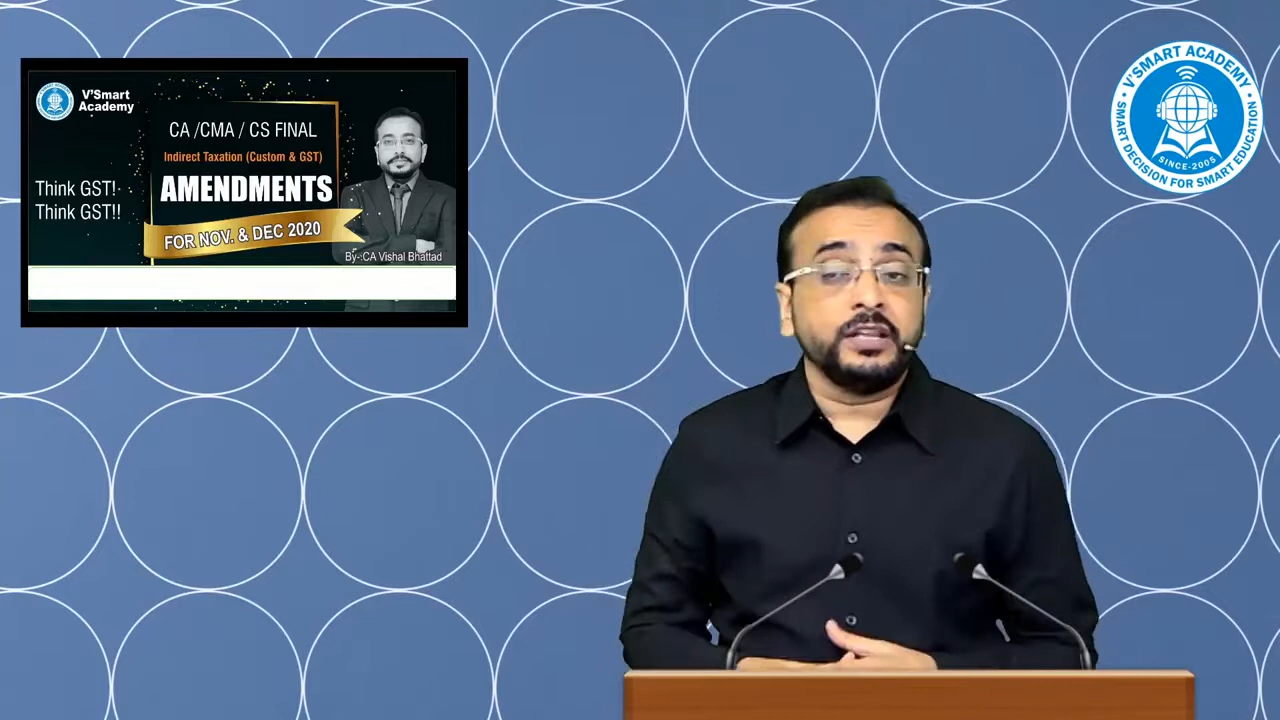 V'Smart
Academy
CA /CMA / CS FINAL
Indirect Taxation (Custom & GST)
AMENDMENTS
Think GST!
Think GST!!
FOR NOV. & DEC 2020
By-:CA Vishal Bhattad
V'SMART ACADEMY
SINCE-2005
SMART DECISION FOR SMART EDUCATION